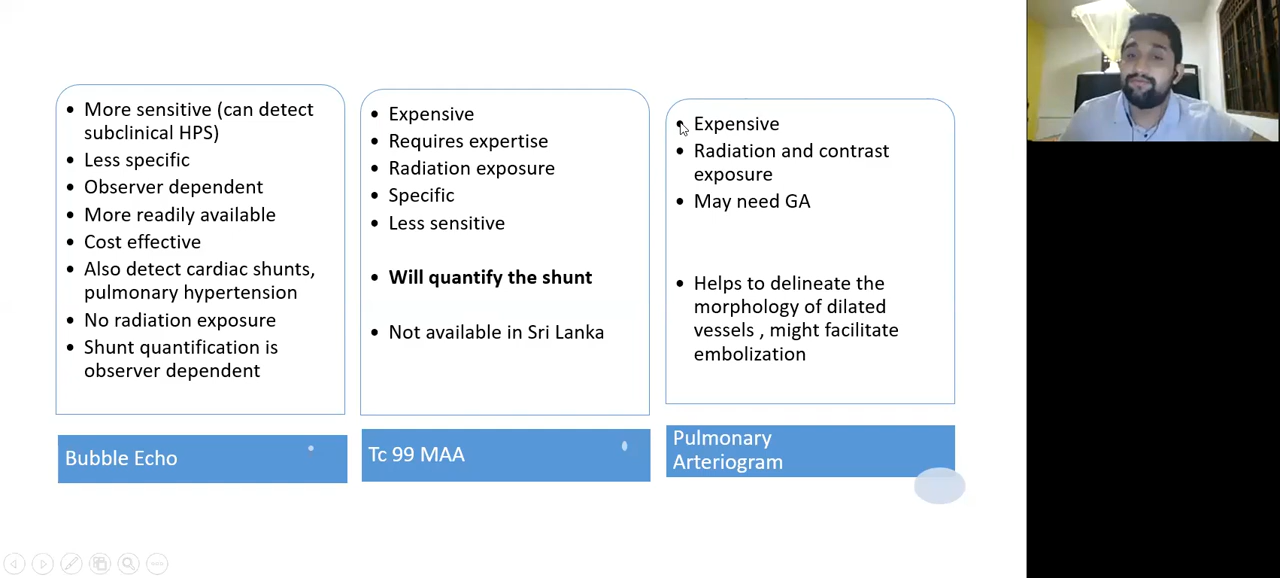 • More sensitive (can detect
subclinical HPS)
• Less specific
• Observer dependent
• More readily available
• Cost effective
• Also detect cardiac shunts,
pulmonary hypertension
• No radiation exposure
• Shunt quantification is
observer dependent
Bubble Echo
• Expensive
• Requires expertise
• Radiation exposure
• Specific
• Less sensitive
• Will quantify the shunt
• Not available in Sri Lanka
Tc 99 MAA
• Expensive
• Radiation and contrast
exposure
• May need GA
• Helps to delineate the
morphology of dilated
vessels , might facilitate
embolization
Pulmonary
Arteriogram